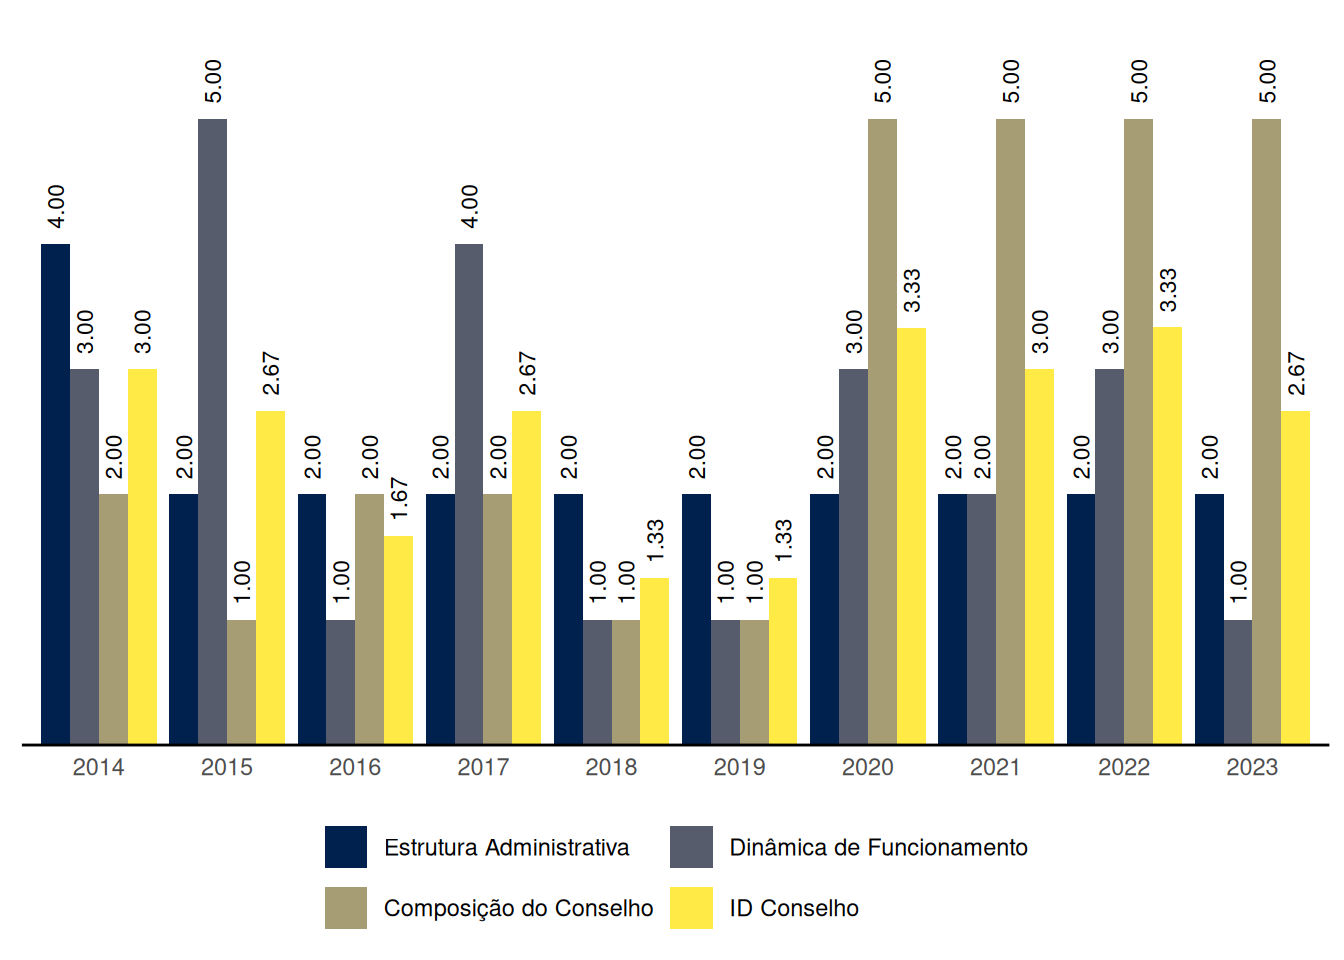 4.00 3.00 2.00 3.00
2.00 5.00 1.00 2.67
2.00 1.00 2.00 1.67
2.00 4.00 2.00 2.67
2.00 1.00 1.00 1.33
2.00 1.00 1.00 1.33
2.00 3.00 5.00 3.33
2.00 2.00 5.00 3.00
2.00 3.00 5.00 3.33
2.00 1.00 5.00 2.67
2014 2015 2016 2017 2018 2019 2020 2021 2022 2023
Estrutura Administrativa Dinâmica de Funcionamento
Composição do Conselho ID Conselho